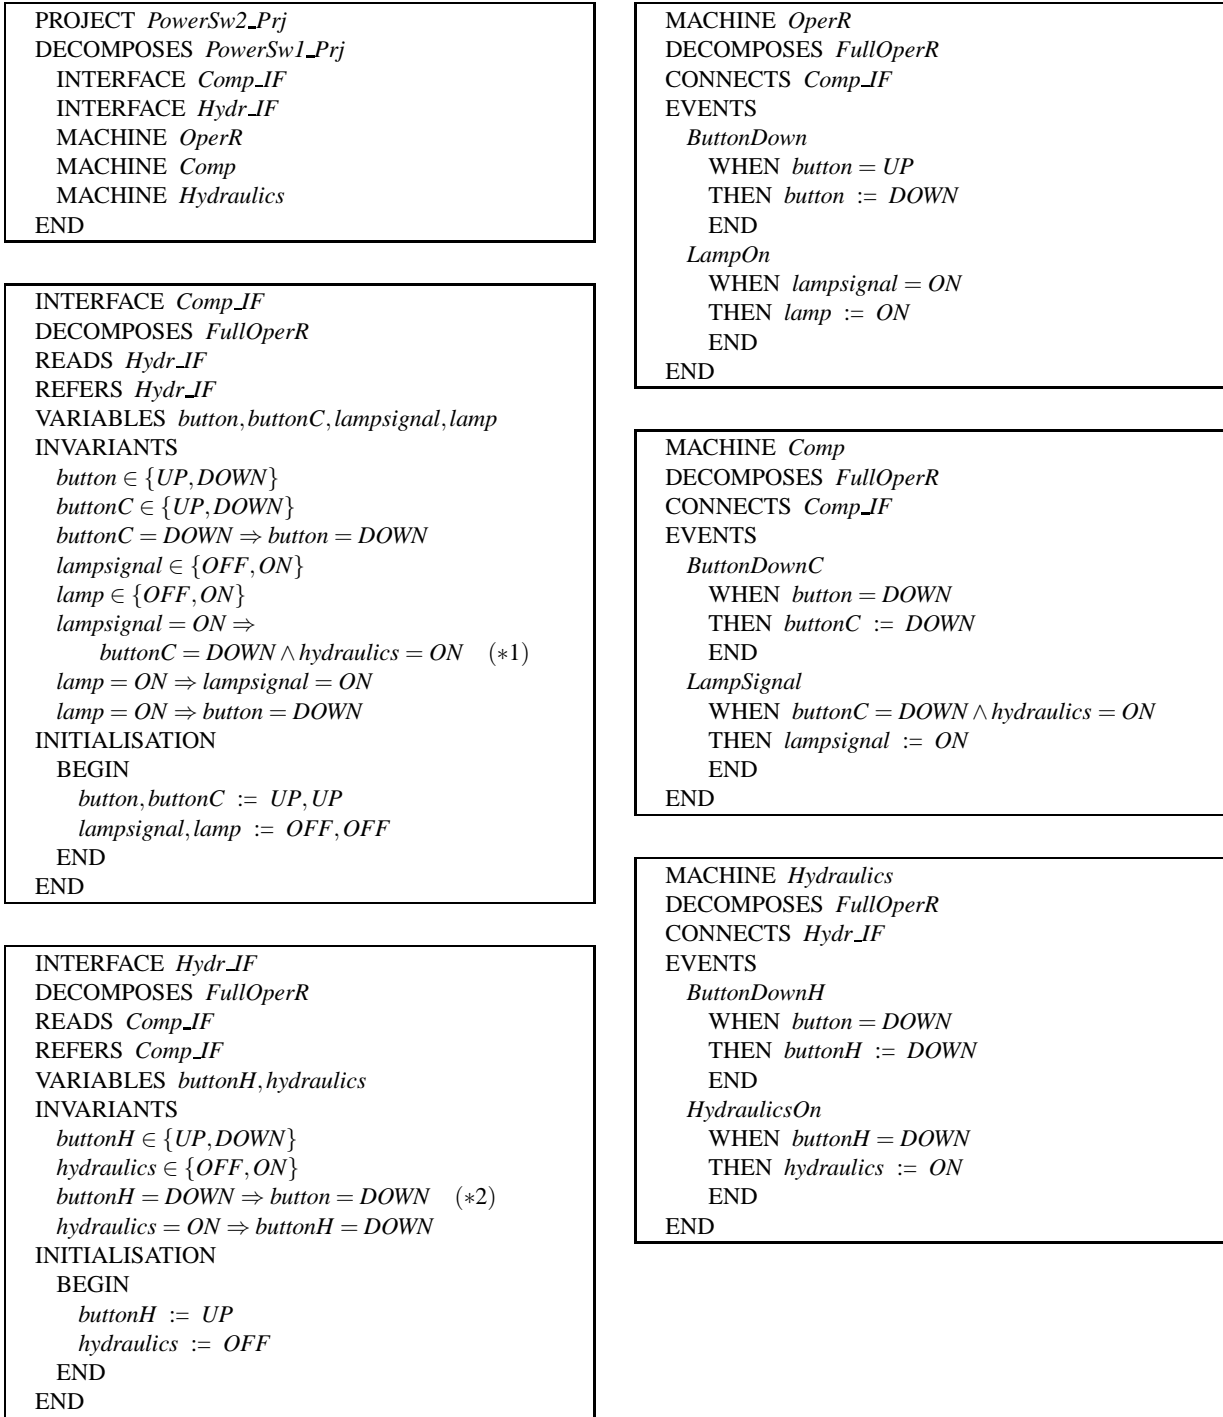 PROJECT PowerSw2_Prj
DECOMPOSES PowerSw1_Prj
INTERFACE Comp_IF
INTERFACE Hydr_IF
MACHINE OperR
MACHINE Comp
MACHINE Hydraulics
END
INTERFACE Comp_IF
DECOMPOSES FullOperR
READS Hydr_IF
REFERS Hydr_IF
VARIABLES button,buttonC,lampsignal,lamp
INVARIANTS
button ∈ {UP,DOWN}
buttonC ∈ {UP,DOWN}
buttonC = DOWN ⇒ button = DOWN
lampsignal ∈ {OFF,ON}
lamp ∈ {OFF,ON}
lampsignal = ON ⇒
buttonC = DOWN ∧ hydraulics = ON (∗1)
lamp = ON ⇒ lampsignal = ON
lamp = ON ⇒ button = DOWN
INITIALISATION
BEGIN
button,buttonC := UP,UP
lampsignal,lamp := OFF,OFF
END
END
INTERFACE Hydr_IF
DECOMPOSES FullOperR
READS Comp_IF
REFERS Comp_IF
VARIABLES buttonH,hydraulics
INVARIANTS
buttonH ∈ {UP,DOWN}
hydraulics ∈ {OFF,ON}
buttonH = DOWN ⇒ button = DOWN (∗2)
hydraulics = ON ⇒ buttonH = DOWN
INITIALISATION
BEGIN
buttonH := UP
hydraulics := OFF
END
END
MACHINE OperR
DECOMPOSES FullOperR
CONNECTS Comp_IF
EVENTS
ButtonDown
WHEN button = UP
THEN button := DOWN
END
LampOn
WHEN lampsignal = ON
THEN lamp := ON
END
END
MACHINE Comp
DECOMPOSES FullOperR
CONNECTS Comp_IF
EVENTS
ButtonDownC
WHEN button = DOWN
THEN buttonC := DOWN
END
LampSignal
WHEN buttonC = DOWN ∧ hydraulics = ON
THEN lampsignal := ON
END
END
MACHINE Hydraulics
DECOMPOSES FullOperR
CONNECTS Hydr_IF
EVENTS
ButtonDownH
WHEN button = DOWN
THEN buttonH := DOWN
END
HydraulicsOn
WHEN buttonH = DOWN
THEN hydraulics := ON
END
END